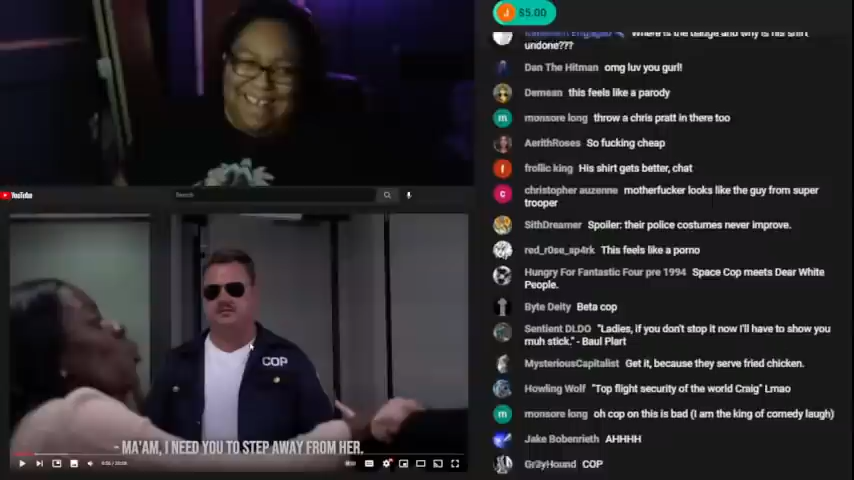 $5.00
Where is the badge and why is his shirt
undone???
Dan The Hitman omg luv you gurl!
Demean this feels like a parody
monsore long throw a chris pratt in there too
AerithRoses So fucking cheap
frollic king His shirt gets better, chat
christopher auzenne motherfucker looks like the guy from super
trooper
SithDreamer Spoiler: their police costumes never improve.
red_r0se_sp4rk This feels like a porno
Hungry For Fantastic Four pre 1994 Space Cop meets Dear White
People.
Byte Deity Beta cop
Sentient DLDO "Ladies, if you don't stop it now I'll have to show you
muh stick." - Baul Plart
MysteriousCapitalist Get it, because they serve fried chicken.
Howling Wolf "Top flight security of the world Craig" Lmao
monsore long oh cop on this is bad (I am the king of comedy laugh)
Jake Bobenrieth AHHHH
Gr3yHound COP
YouTube
Search
COP
- MA'AM, I NEED YOU TO STEP AWAY FROM HER.